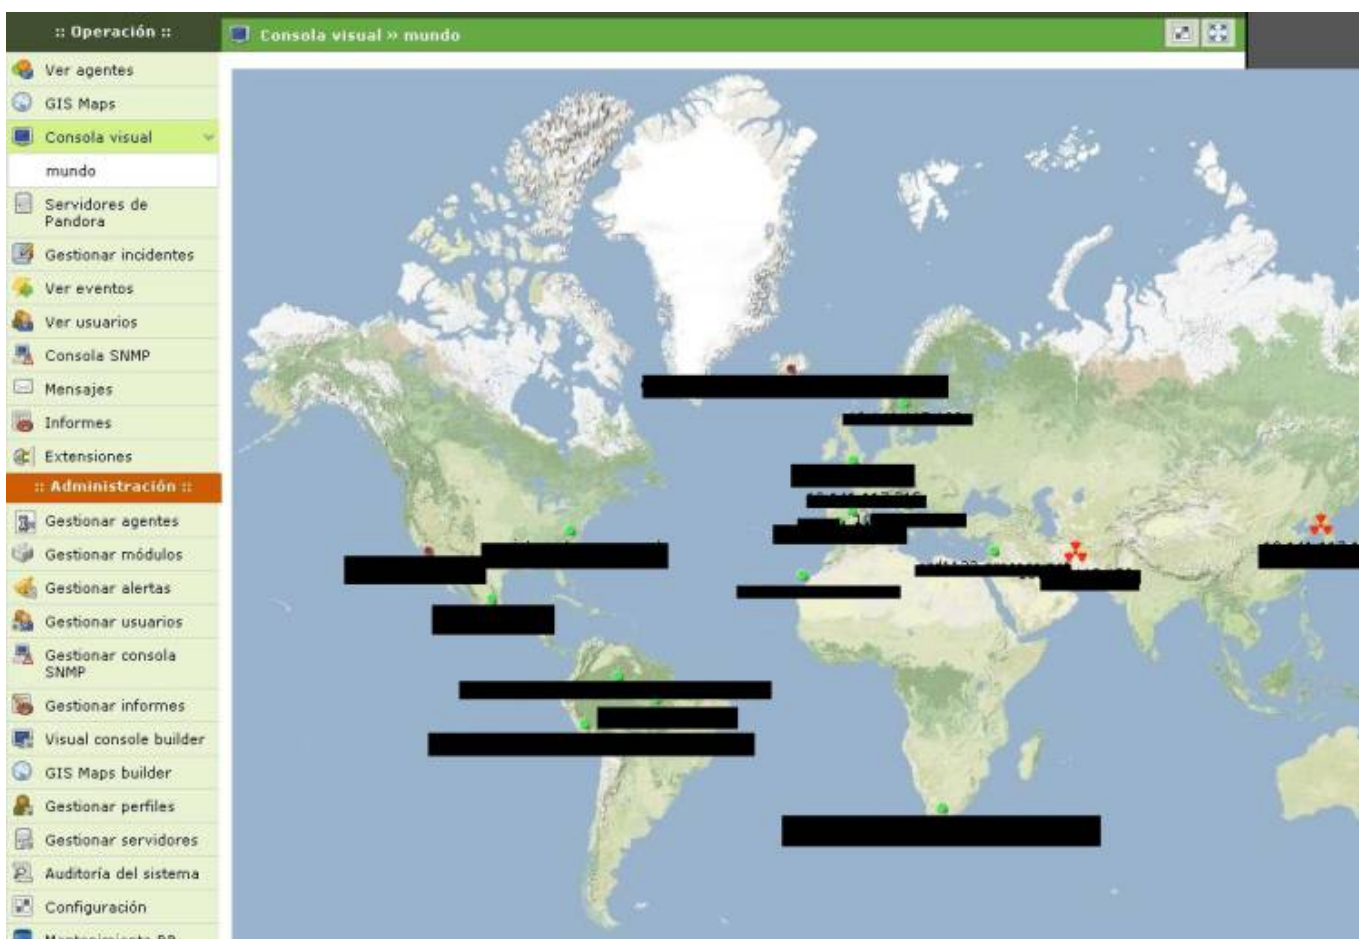 :: Operación ::
Consola visual » mundo
Ver agentes
GIS Maps
Consola visual
mundo
Servidores de
Pandora
Gestionar incidentes
Ver eventos
Ver usuarios
Consola SNMP
Mensajes
Informes
Extensiones
:: Administración ::
Gestionar agentes
Gestionar módulos
Gestionar alertas
Gestionar usuarios
Gestionar consola
SNMP
Gestionar informes
Visual console builder
GIS Maps builder
Gestionar perfiles
Gestionar servidores
Auditoría del sistema
Configuración